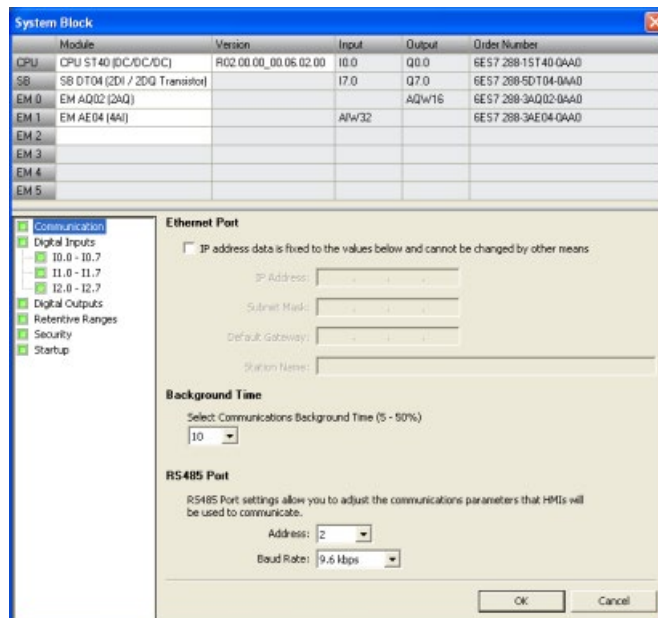 System Block
Module Version Input Output Order Number
CPU CPU ST40 (DC/DC/DC) R02.00.00_00.06.02.00 I0.0 Q0.0 6ES7 288-1ST40-0AA0
SB SB DT04 (2DI / 2DQ Transistor) I7.0 Q7.0 6ES7 288-5DT04-0AA0
EM 0 EM AQ02 (2AQ) AQW16 6ES7 288-3AQ02-0AA0
EM 1 EM AE04 (4AI) AIW32 6ES7 288-3AE04-0AA0
EM 2
EM 3
EM 4
EM 5
Communication
Digital Inputs
I0.0 - I0.7
I1.0 - I1.7
I2.0 - I2.7
Digital Outputs
Retentive Ranges
Security
Startup
Ethernet Port
IP address data is fixed to the values below and cannot be changed by other means
IP Address:
Subnet Mask:
Default Gateway:
Station Name:
Background Time
Select Communications Background Time (5 - 50%)
10
RS485 Port
RS485 Port settings allow you to adjust the communications parameters that HMIs will
be used to communicate.
Address: 2
Baud Rate: 9.6 kbps
OK Cancel